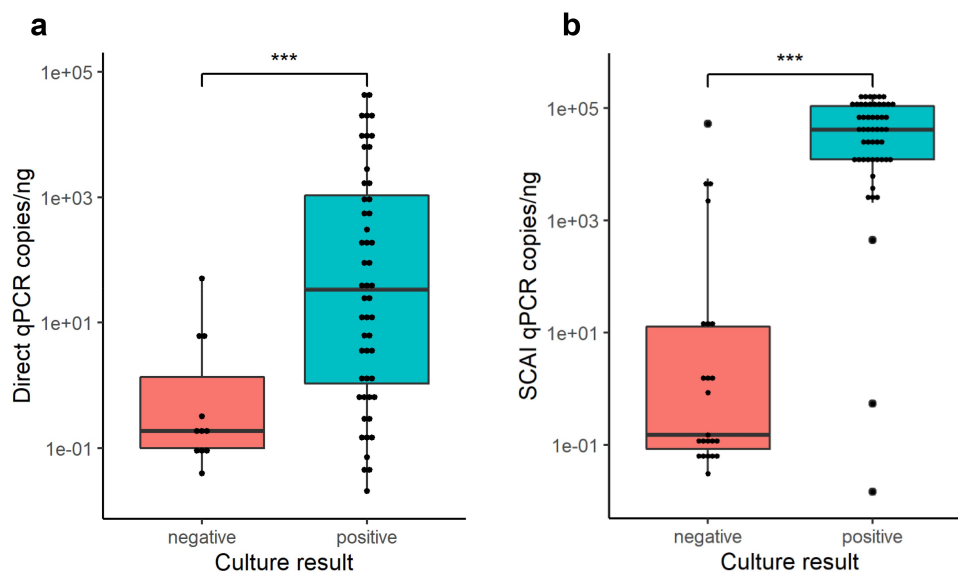 a
***
1e+05
1e+03
1e+01
1e-01
Direct qPCR copies/ng
negative
positive
Culture result
b
***
1e+05
1e+03
1e+01
1e-01
SCAI qPCR copies/ng
negative
positive
Culture result